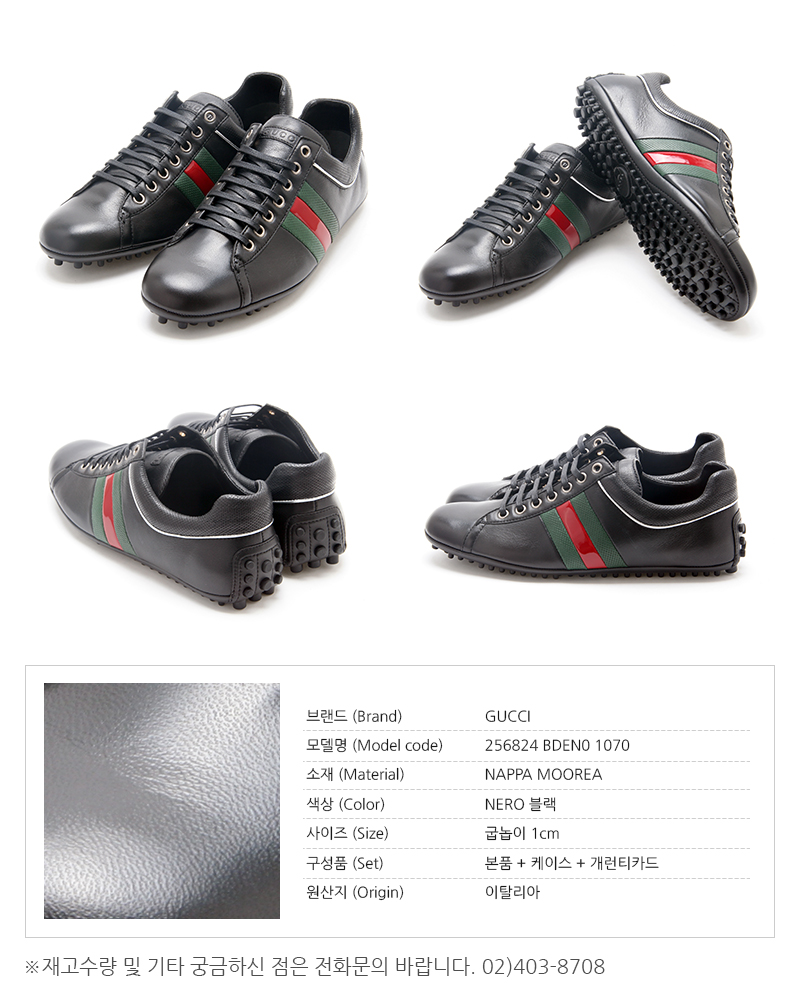 GUCCI
브랜드 (Brand) GUCCI
모델명 (Model code) 256824 BDEN0 1070
소재 (Material) NAPPA MOOREA
색상 (Color) NERO 블랙
사이즈 (Size) 굽높이 1cm
구성품 (Set) 본품 + 케이스 + 개런티카드
원산지 (Origin) 이탈리아
※재고수량 및 기타 궁금하신 점은 전화문의 바랍니다. 02)403-8708